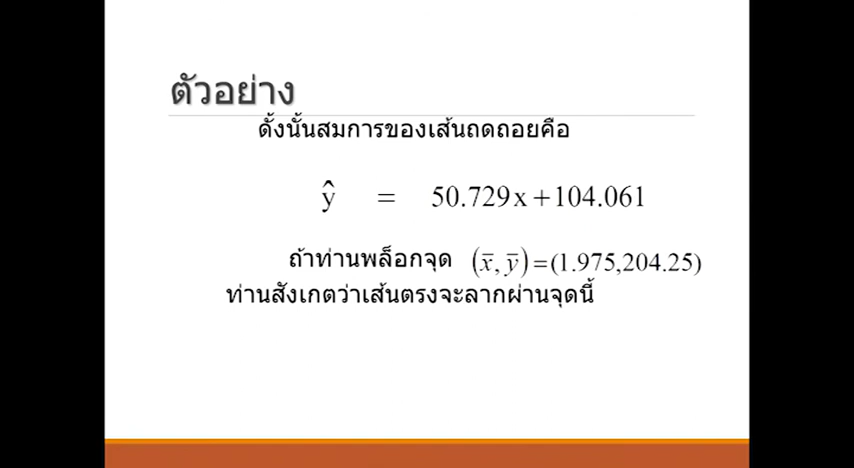 ตัวอย่าง
ดั้งนั้นสมการของเส้นถดถอยคือ
ŷ = 50.729x+104.061
ถ้าท่านพล็อกจุด (x̅, y̅)=(1.975,204.25)
ท่านสังเกตว่าเส้นตรงจะลากผ่านจุดนี้